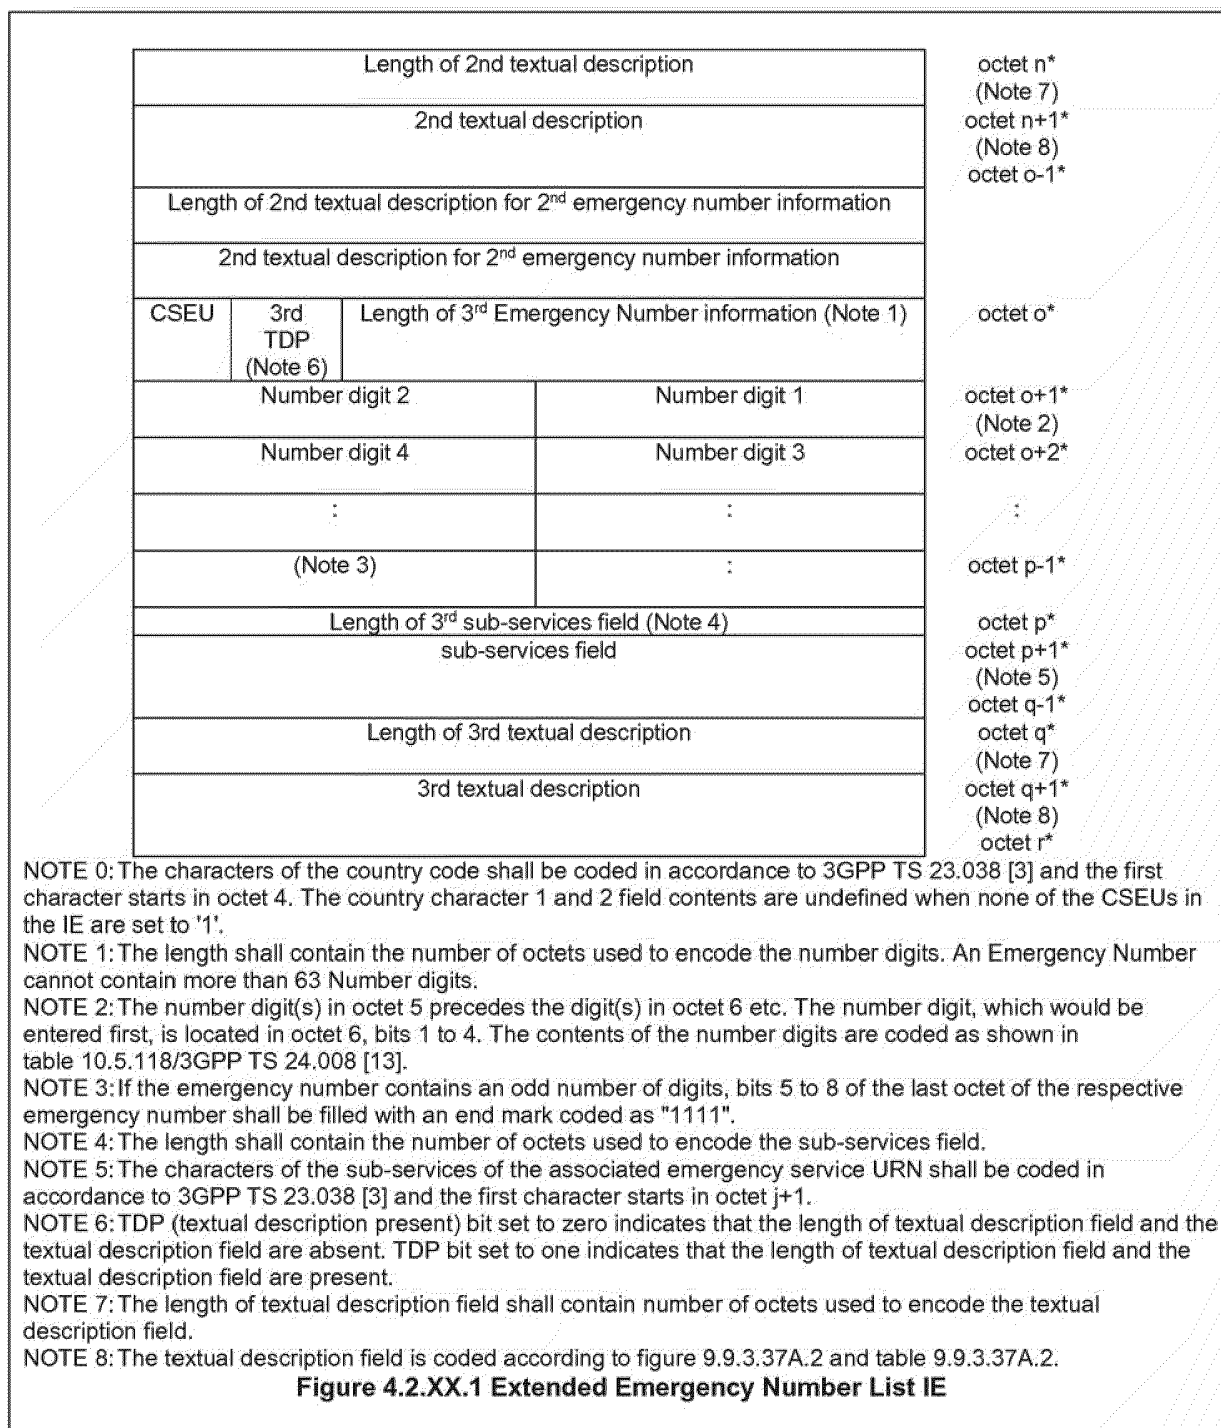 Length of 2nd textual description octet n*
(Note 7)
2nd textual description octet n+1*
(Note 8)
octet o-1*
Length of 2nd textual description for 2nd emergency number information
2nd textual description for 2nd emergency number information
CSEU 3rd Length of 3rd Emergency Number information (Note 1) octet o*
TDP
(Note 6)
Number digit 2 Number digit 1 octet o+1*
(Note 2)
Number digit 4 Number digit 3 octet o+2*
: : :
(Note 3) : octet p-1*
Length of 3rd sub-services field (Note 4) octet p*
sub-services field octet p+1*
(Note 5)
octet q-1*
Length of 3rd textual description octet q*
(Note 7)
3rd textual description octet q+1*
(Note 8)
octet r*
NOTE 0: The characters of the country code shall be coded in accordance to 3GPP TS 23.038 [3] and the first
character starts in octet 4. The country character 1 and 2 field contents are undefined when none of the CSEUs in
the IE are set to '1'.
NOTE 1: The length shall contain the number of octets used to encode the number digits. An Emergency Number
cannot contain more than 63 Number digits.
NOTE 2: The number digit(s) in octet 5 precedes the digit(s) in octet 6 etc. The number digit, which would be
entered first, is located in octet 6, bits 1 to 4. The contents of the number digits are coded as shown in
table 10.5.118/3GPP TS 24.008 [13].
NOTE 3: If the emergency number contains an odd number of digits, bits 5 to 8 of the last octet of the respective
emergency number shall be filled with an end mark coded as "1111".
NOTE 4: The length shall contain the number of octets used to encode the sub-services field.
NOTE 5: The characters of the sub-services of the associated emergency service URN shall be coded in
accordance to 3GPP TS 23.038 [3] and the first character starts in octet j+1.
NOTE 6: TDP (textual description present) bit set to zero indicates that the length of textual description field and the
textual description field are absent. TDP bit set to one indicates that the length of textual description field and the
textual description field are present.
NOTE 7: The length of textual description field shall contain number of octets used to encode the textual
description field.
NOTE 8: The textual description field is coded according to figure 9.9.3.37A.2 and table 9.9.3.37A.2.
Figure 4.2.XX.1 Extended Emergency Number List IE